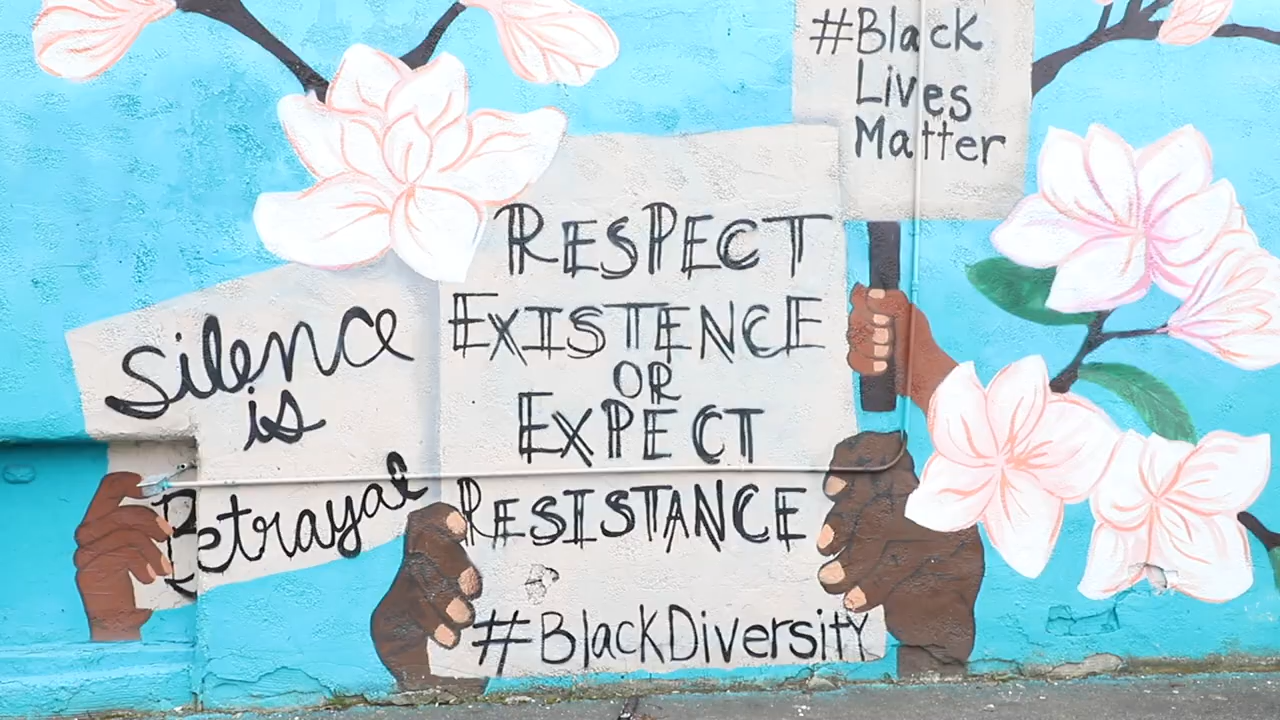 #Black
Lives
Matter
Silence
is
Betrayal
RESPECT
EXISTENCE
OR
EXPECT
RESISTANCE
#BlackDiversity